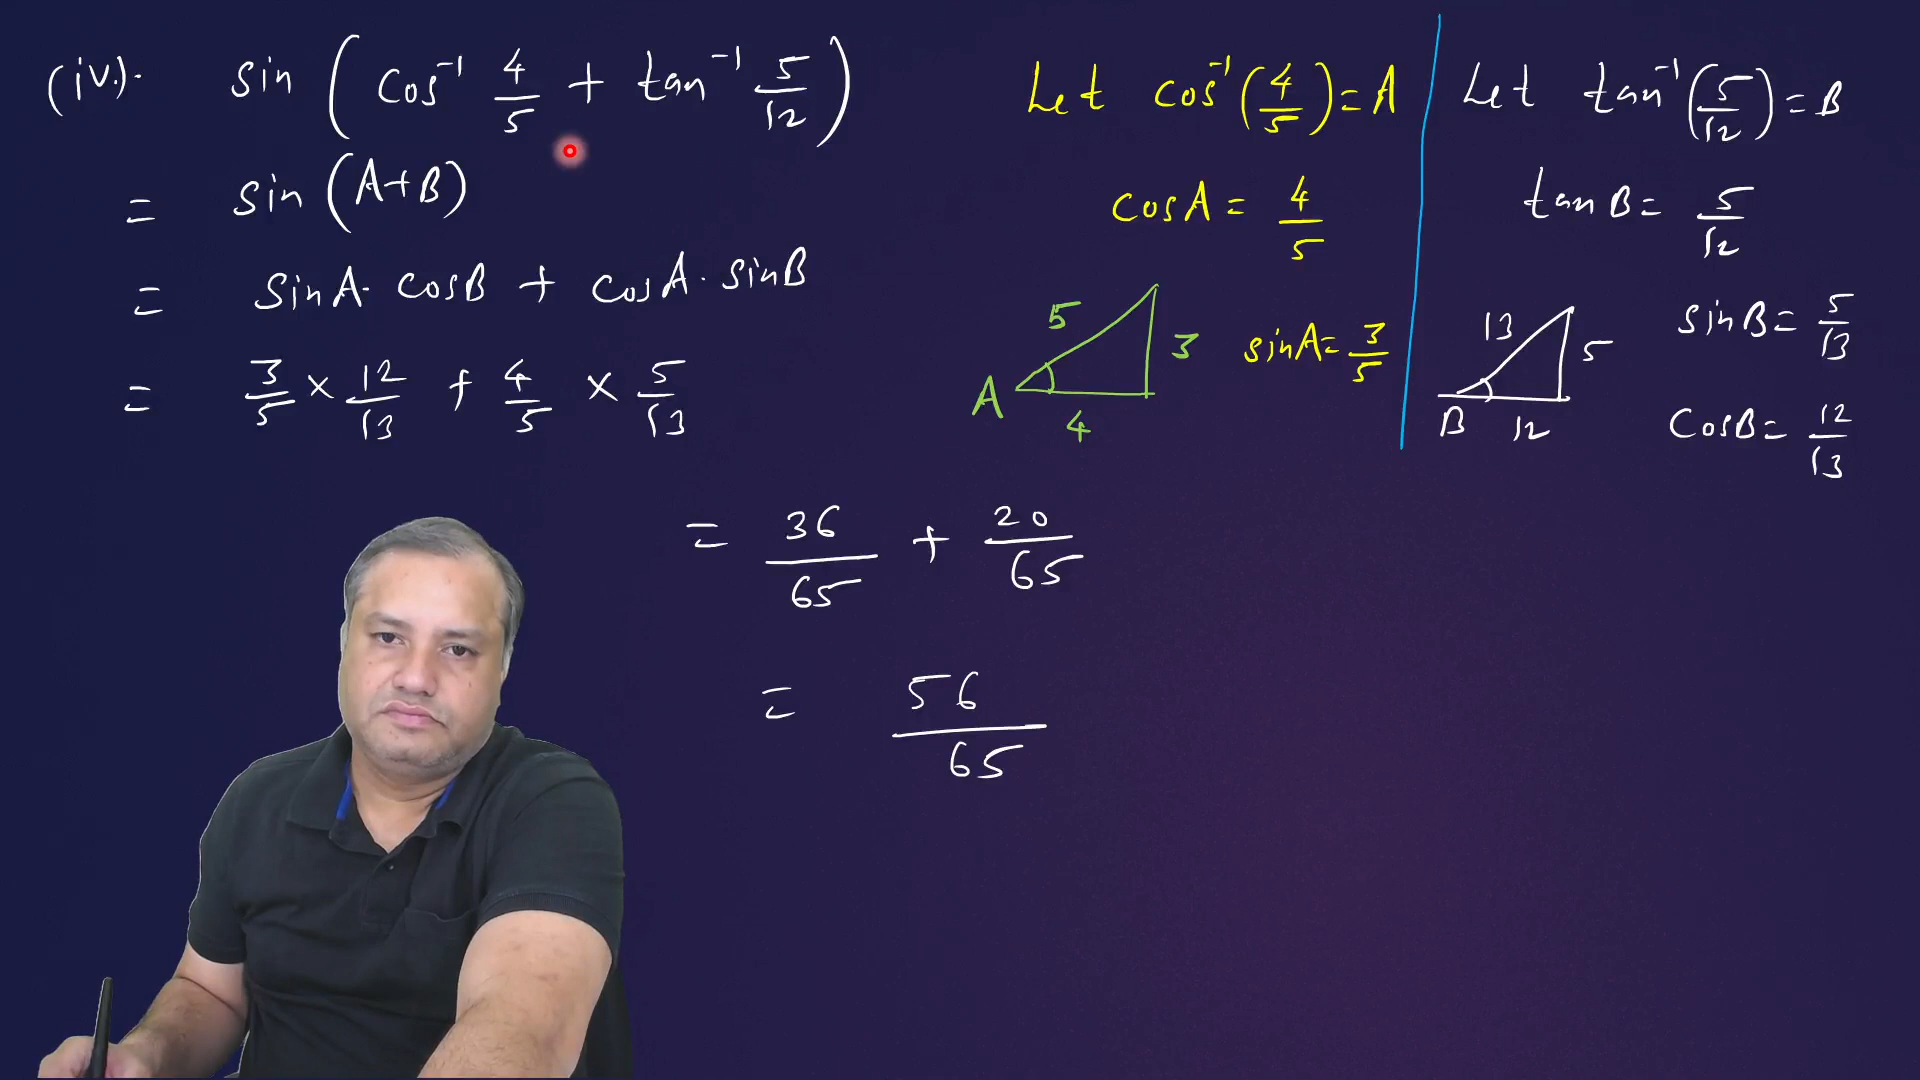 (iv).  sin ( cos⁻¹ 4/5 + tan⁻¹ 5/12 )
= sin (A+B)
= sinA. cosB + cosA. sinB
= 3/5 × 12/13 + 4/5 × 5/13
= 36/65 + 20/65
= 56/65
Let cos⁻¹(4/5) = A
cosA = 4/5
5
3
A
4
sinA = 3/5
Let tan⁻¹(5/12) = B
tanB = 5/12
13
5
B
12
sinB = 5/13
CosB = 12/13